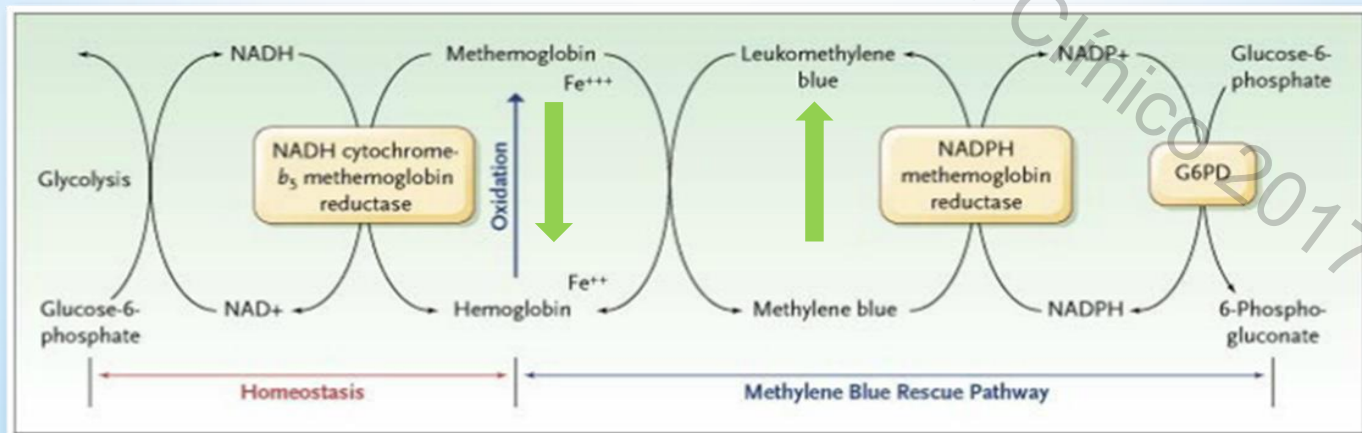 NADH
Methemoglobin
Fe+++
Leukomethylene
blue
NADP+
Glucose-6-
phosphate
Glycolysis
NADH cytochrome-
b5 methemoglobin
reductase
Oxidation
NADPH
methemoglobin
reductase
G6PD
Glucose-6-
phosphate
NAD+
Fe++
Hemoglobin
Methylene blue
NADPH
6-Phospho-
gluconate
Homeostasis
Methylene Blue Rescue Pathway
Clínico 2017